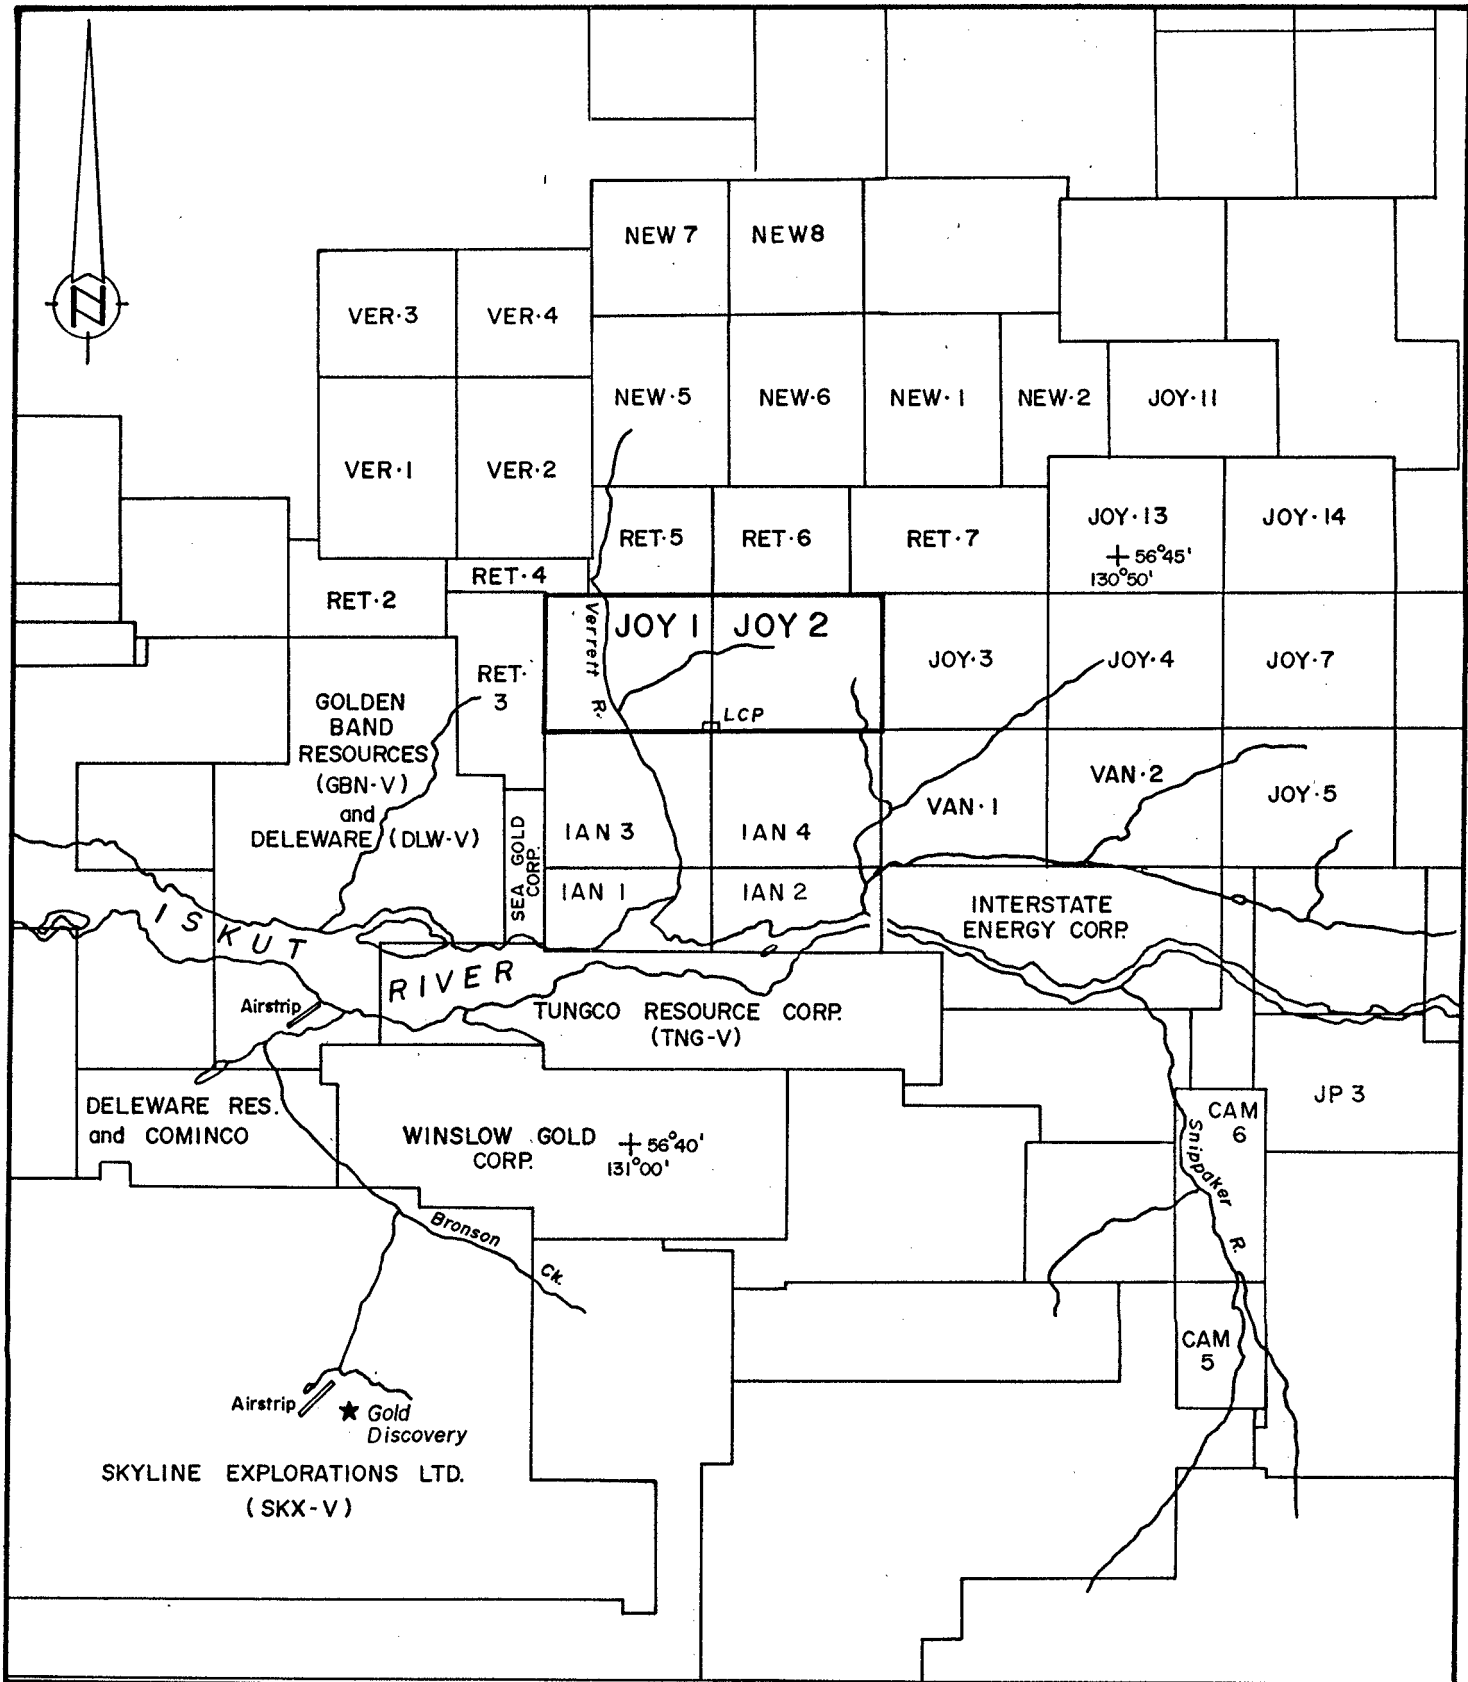 N
NEW 7
NEW 8
VER·3
VER·4
NEW·5
NEW·6
NEW·1
NEW·2
JOY·11
VER·1
VER·2
JOY·13
JOY·14
RET·5
RET·6
RET·7
56°45'
130°50'
RET·4
RET·2
JOY 1
JOY 2
Verrett R.
RET·
3
JOY·3
JOY·4
JOY·7
LCP
GOLDEN
BAND
RESOURCES
(GBN-V)
and
DELEWARE (DLW-V)
SEA GOLD
CORP.
IAN 3
IAN 4
VAN·1
VAN·2
JOY·5
IAN 1
IAN 2
INTERSTATE
ENERGY CORP.
ISKUT
RIVER
Airstrip
TUNGCO RESOURCE CORP.
(TNG-V)
DELEWARE RES.
and COMINCO
WINSLOW GOLD
CORP.
56°40'
131°00'
CAM
6
JP 3
Snippaker R.
Bronson Ck.
CAM
5
Airstrip
Gold
Discovery
SKYLINE EXPLORATIONS LTD.
(SKX-V)